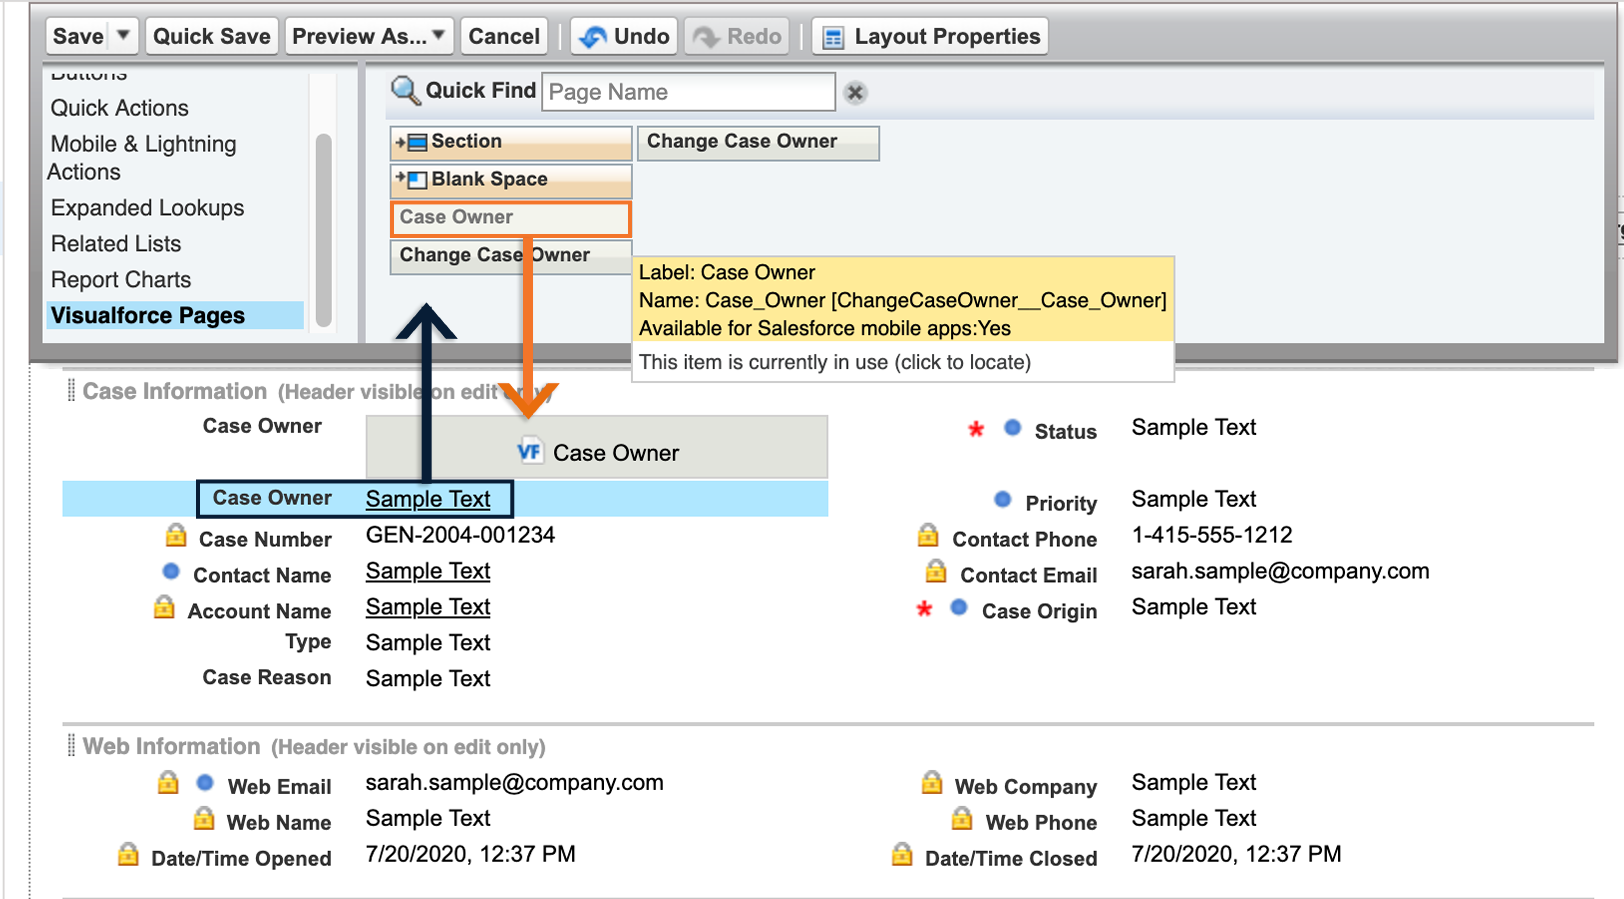 Save
Quick Save
Preview As...
Cancel
Undo
Redo
Layout Properties
Buttons
Quick Actions
Mobile & Lightning
Actions
Expanded Lookups
Related Lists
Report Charts
Visualforce Pages
Quick Find Page Name
Section
Change Case Owner
Blank Space
Case Owner
Change Case Owner
Label: Case Owner
Name: Case_Owner [ChangeCaseOwner__Case_Owner]
Available for Salesforce mobile apps:Yes
This item is currently in use (click to locate)
Case Information (Header visible on edit only)
Case Owner
VF Case Owner
* Status Sample Text
Case Owner Sample Text
Priority Sample Text
Case Number GEN-2004-001234
Contact Phone 1-415-555-1212
Contact Name Sample Text
Contact Email sarah.sample@company.com
Account Name Sample Text
* Case Origin Sample Text
Type Sample Text
Case Reason Sample Text
Web Information (Header visible on edit only)
Web Email sarah.sample@company.com
Web Company Sample Text
Web Name Sample Text
Web Phone Sample Text
Date/Time Opened 7/20/2020, 12:37 PM
Date/Time Closed 7/20/2020, 12:37 PM